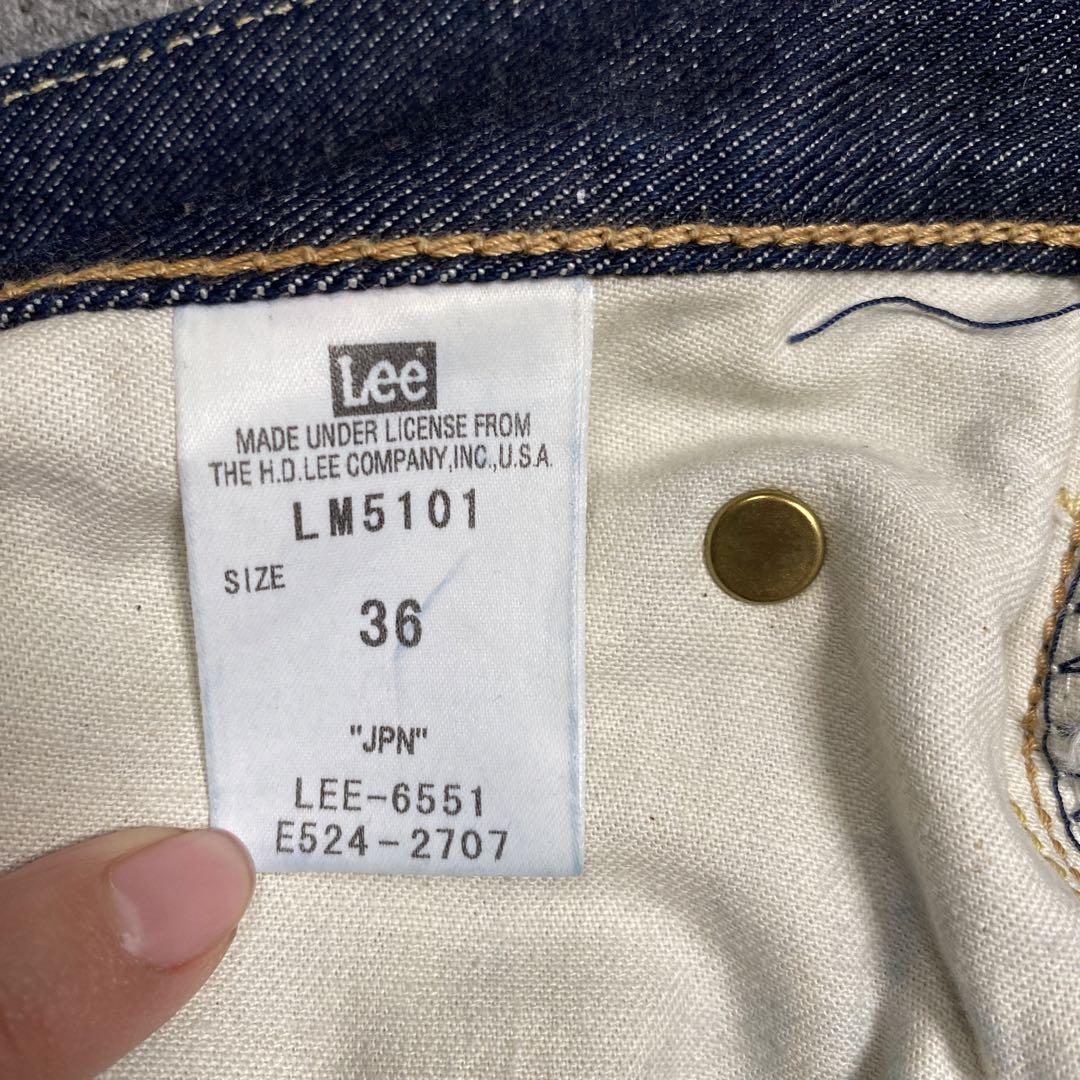 Lee
MADE UNDER LICENSE FROM
THE H.D.LEE COMPANY,INC.,U.S.A.
LM5101
SIZE
36
"JPN"
LEE-6551
E524-2707